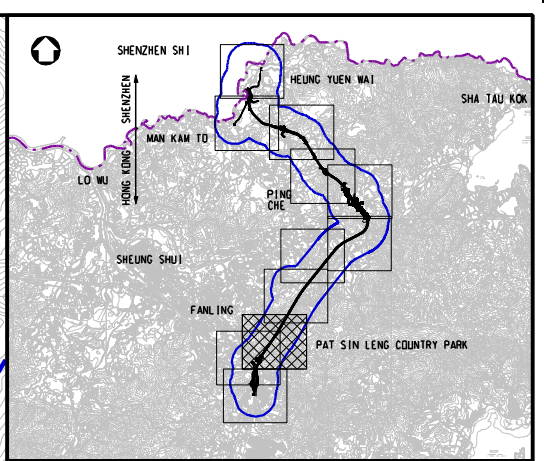 SHENZHEN SHI
HEUNG YUEN WAI
SHENZHEN
SHA TAU KOK
MAN KAM TO
HONG KONG
LO WU
PING
CHE
SHEUNG SHUI
FANLING
PAT SIN LENG COUNTRY PARK